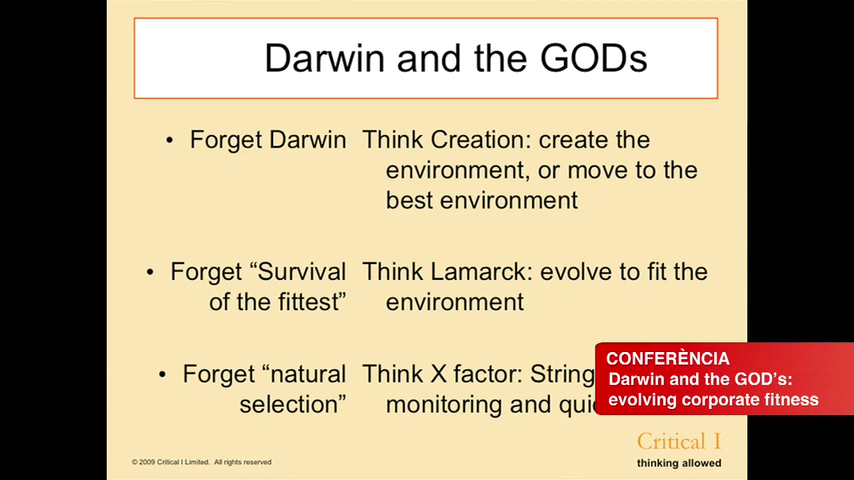 Darwin and the GODs
• Forget Darwin Think Creation: create the
environment, or move to the
best environment
• Forget “Survival Think Lamarck: evolve to fit the
of the fittest” environment
• Forget “natural Think X factor: String
selection” monitoring and
CONFERÈNCIA
Darwin and the GOD's:
evolving corporate fitness
Critical I
thinking allowed
© 2009 Critical I Limited. All rights reserved